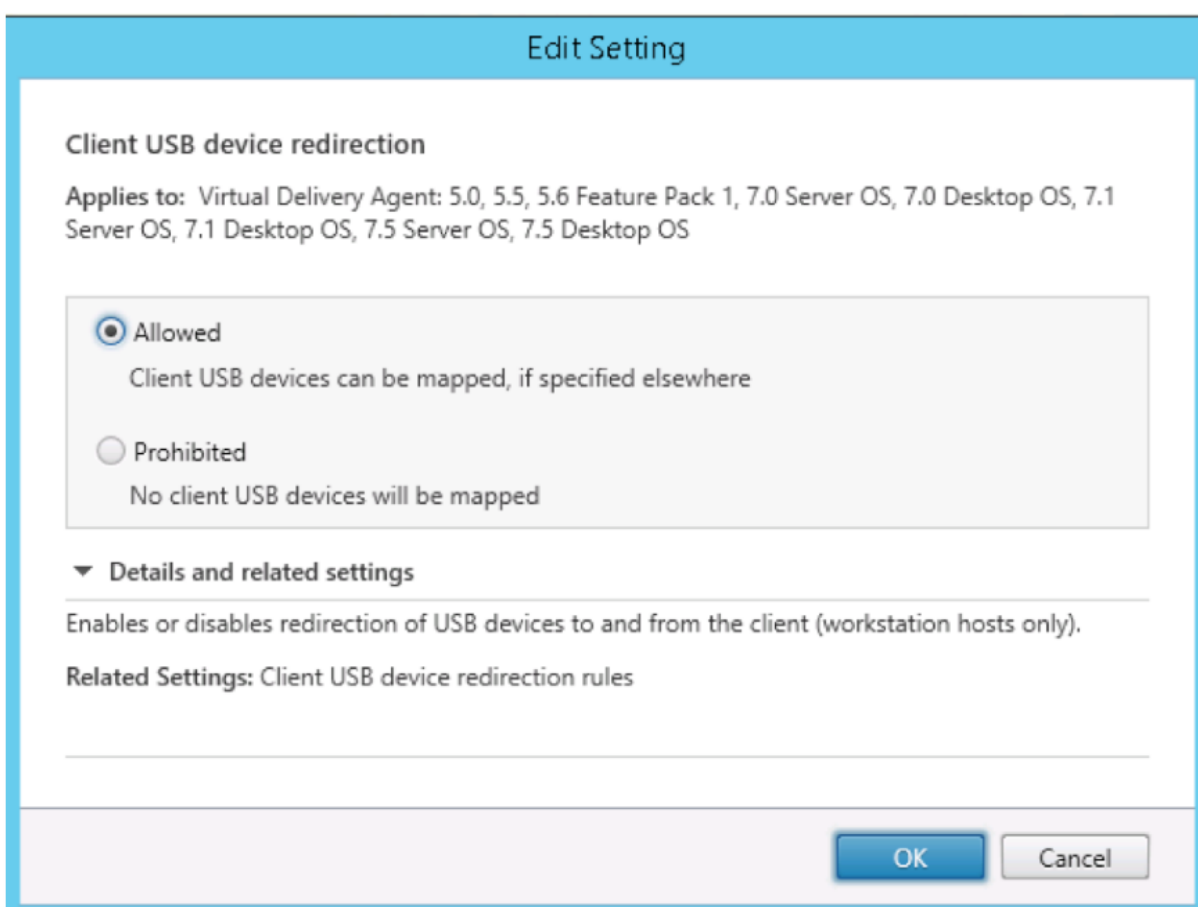 Edit Setting
Client USB device redirection
Applies to: Virtual Delivery Agent: 5.0, 5.5, 5.6 Feature Pack 1, 7.0 Server OS, 7.0 Desktop OS, 7.1
Server OS, 7.1 Desktop OS, 7.5 Server OS, 7.5 Desktop OS
Allowed
Client USB devices can be mapped, if specified elsewhere
Prohibited
No client USB devices will be mapped
Details and related settings
Enables or disables redirection of USB devices to and from the client (workstation hosts only).
Related Settings: Client USB device redirection rules
OK
Cancel